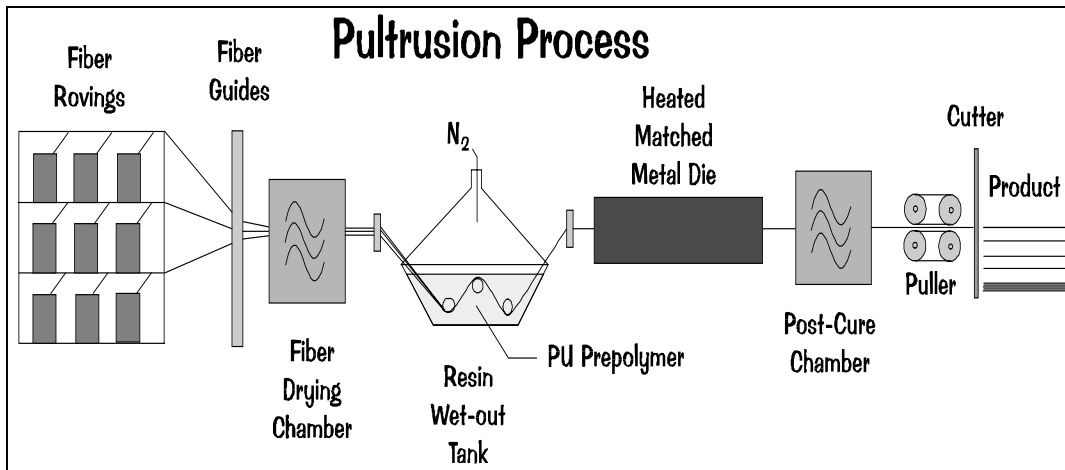 Pultrusion Process
Fiber
Rovings
Fiber
Guides
N2
Heated
Matched
Metal Die
Cutter
Product
Puller
Post-Cure
Chamber
PU Prepolymer
Fiber
Drying
Chamber
Resin
Wet-out
Tank